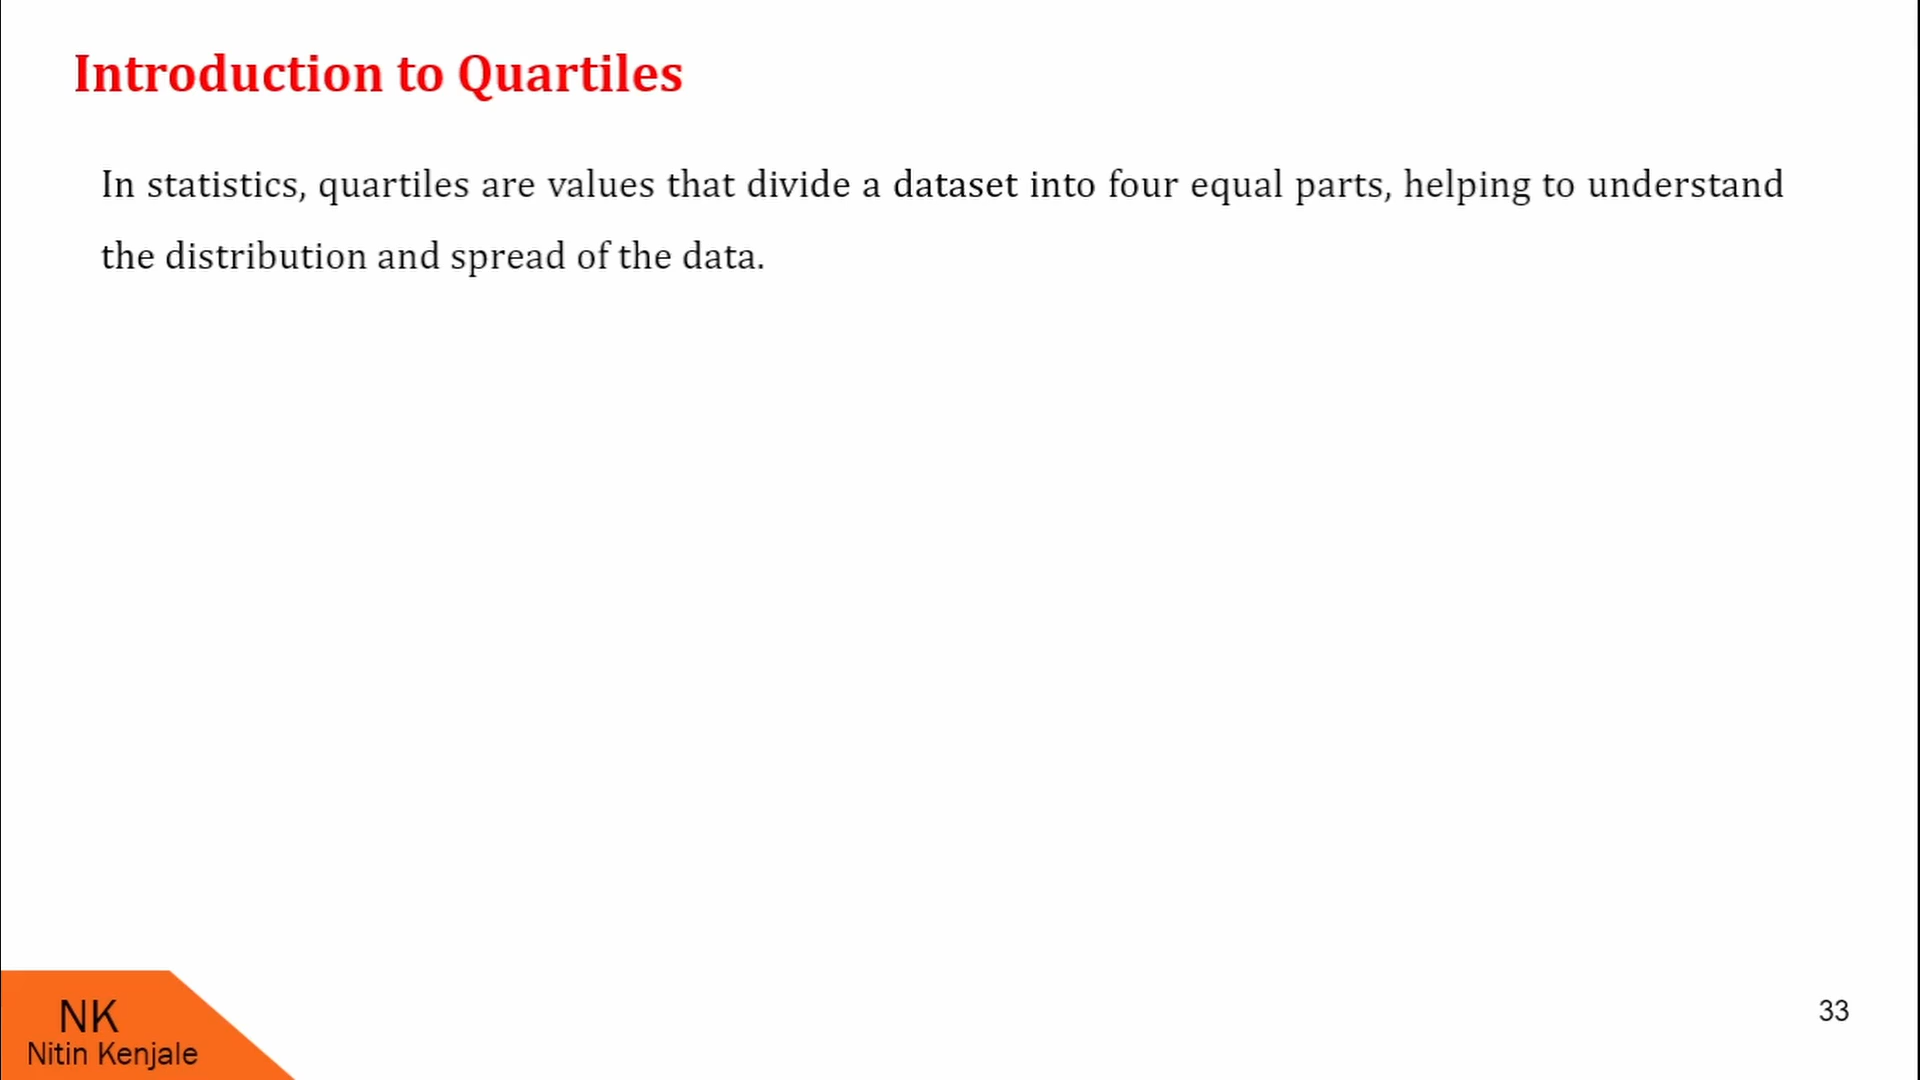 Introduction to Quartiles
In statistics, quartiles are values that divide a dataset into four equal parts, helping to understand
the distribution and spread of the data.
NK
Nitin Kenjale
33